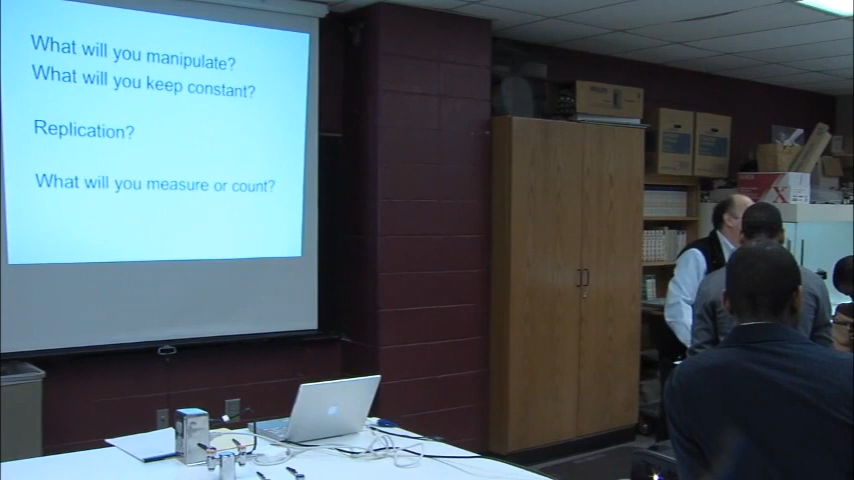 What will you manipulate?
What will you keep constant?
Replication?
What will you measure or count?